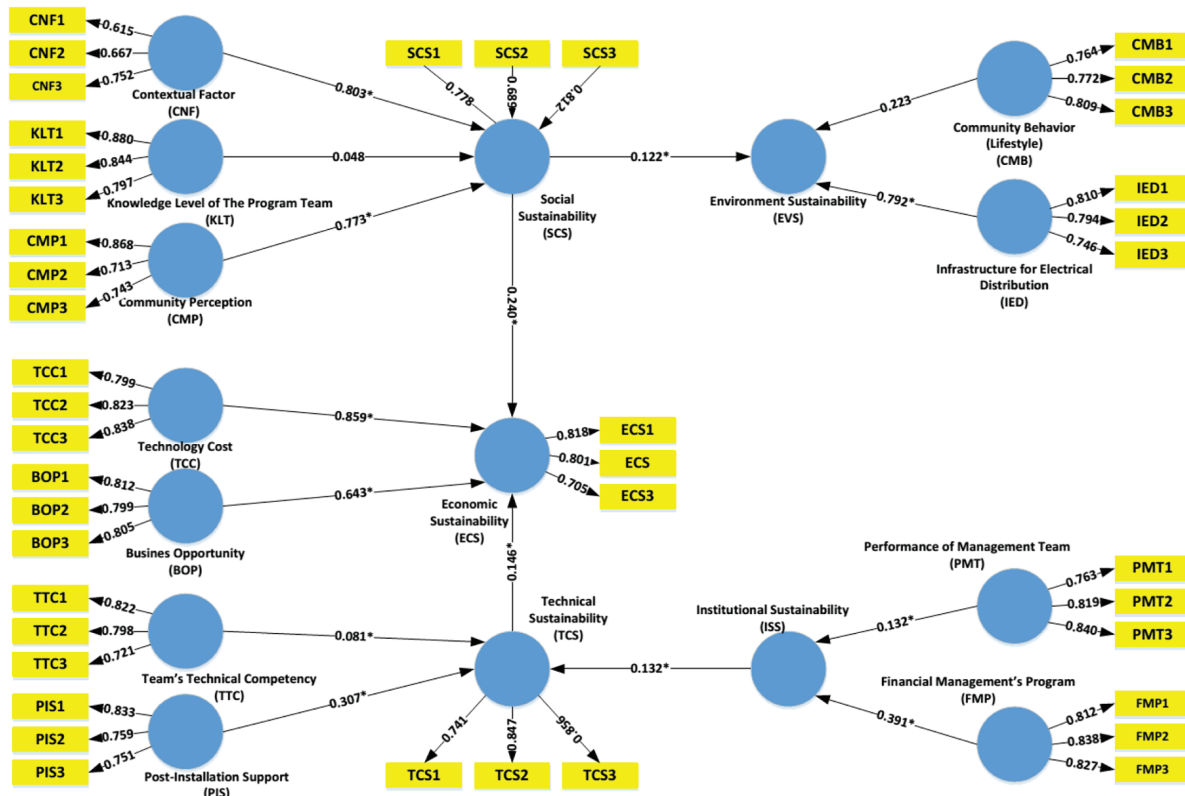 CNF1
0.615
CNF2
0.667
CNF3
0.752
Contextual Factor
(CNF)
KLT1
0.880
KLT2
0.844
KLT3
0.797
Knowledge Level of The Program Team
(KLT)
CMP1
0.868
CMP2
0.713
CMP3
0.743
Community Perception
(CMP)
0.803*
0.048
0.773*
SCS1
SCS2
SCS3
0.778
0.689
0.812
Social
Sustainability
(SCS)
0.122*
0.240*
Environment Sustainability
(EVS)
0.223
0.792*
CMB1
0.764
CMB2
0.772
CMB3
0.809
Community Behavior
(Lifestyle)
(CMB)
IED1
0.810
IED2
0.794
IED3
0.746
Infrastructure for Electrical
Distribution
(IED)
TCC1
0.799
TCC2
0.823
TCC3
0.838
Technology Cost
(TCC)
BOP1
0.812
BOP2
0.799
BOP3
0.805
Busines Opportunity
(BOP)
0.859*
0.643*
ECS1
0.818
ECS
0.801
ECS3
0.705
Economic
Sustainability
(ECS)
0.146*
TTC1
0.822
TTC2
0.798
TTC3
0.721
Team's Technical Competency
(TTC)
PIS1
0.833
PIS2
0.759
PIS3
0.751
Post-Installation Support
(PIS)
0.081*
0.307*
Technical
Sustainability
(TCS)
0.741
0.847
0.856
TCS1
TCS2
TCS3
0.132*
Institutional Sustainability
(ISS)
0.132*
0.391*
Performance of Management Team
(PMT)
PMT1
0.763
PMT2
0.819
PMT3
0.840
Financial Management's Program
(FMP)
FMP1
0.812
FMP2
0.838
FMP3
0.827